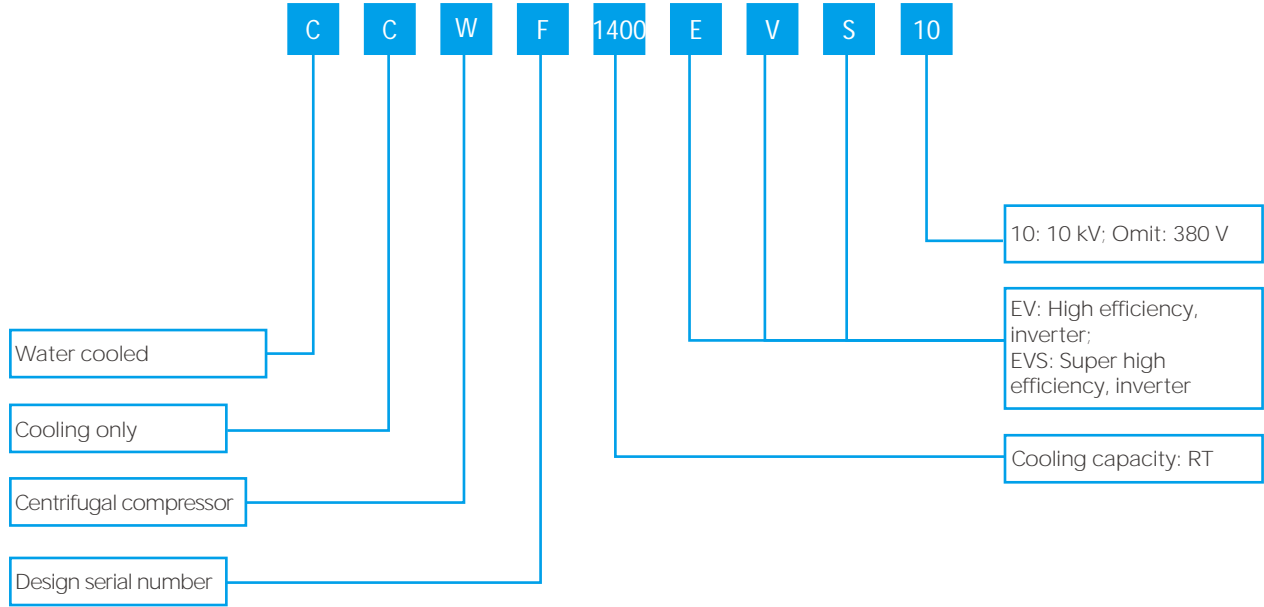 C C W F 1400 E V S 10
10: 10 kV; Omit: 380 V
EV: High efficiency,
inverter;
EVS: Super high
efficiency, inverter
Water cooled
Cooling only
Cooling capacity: RT
Centrifugal compressor
Design serial number